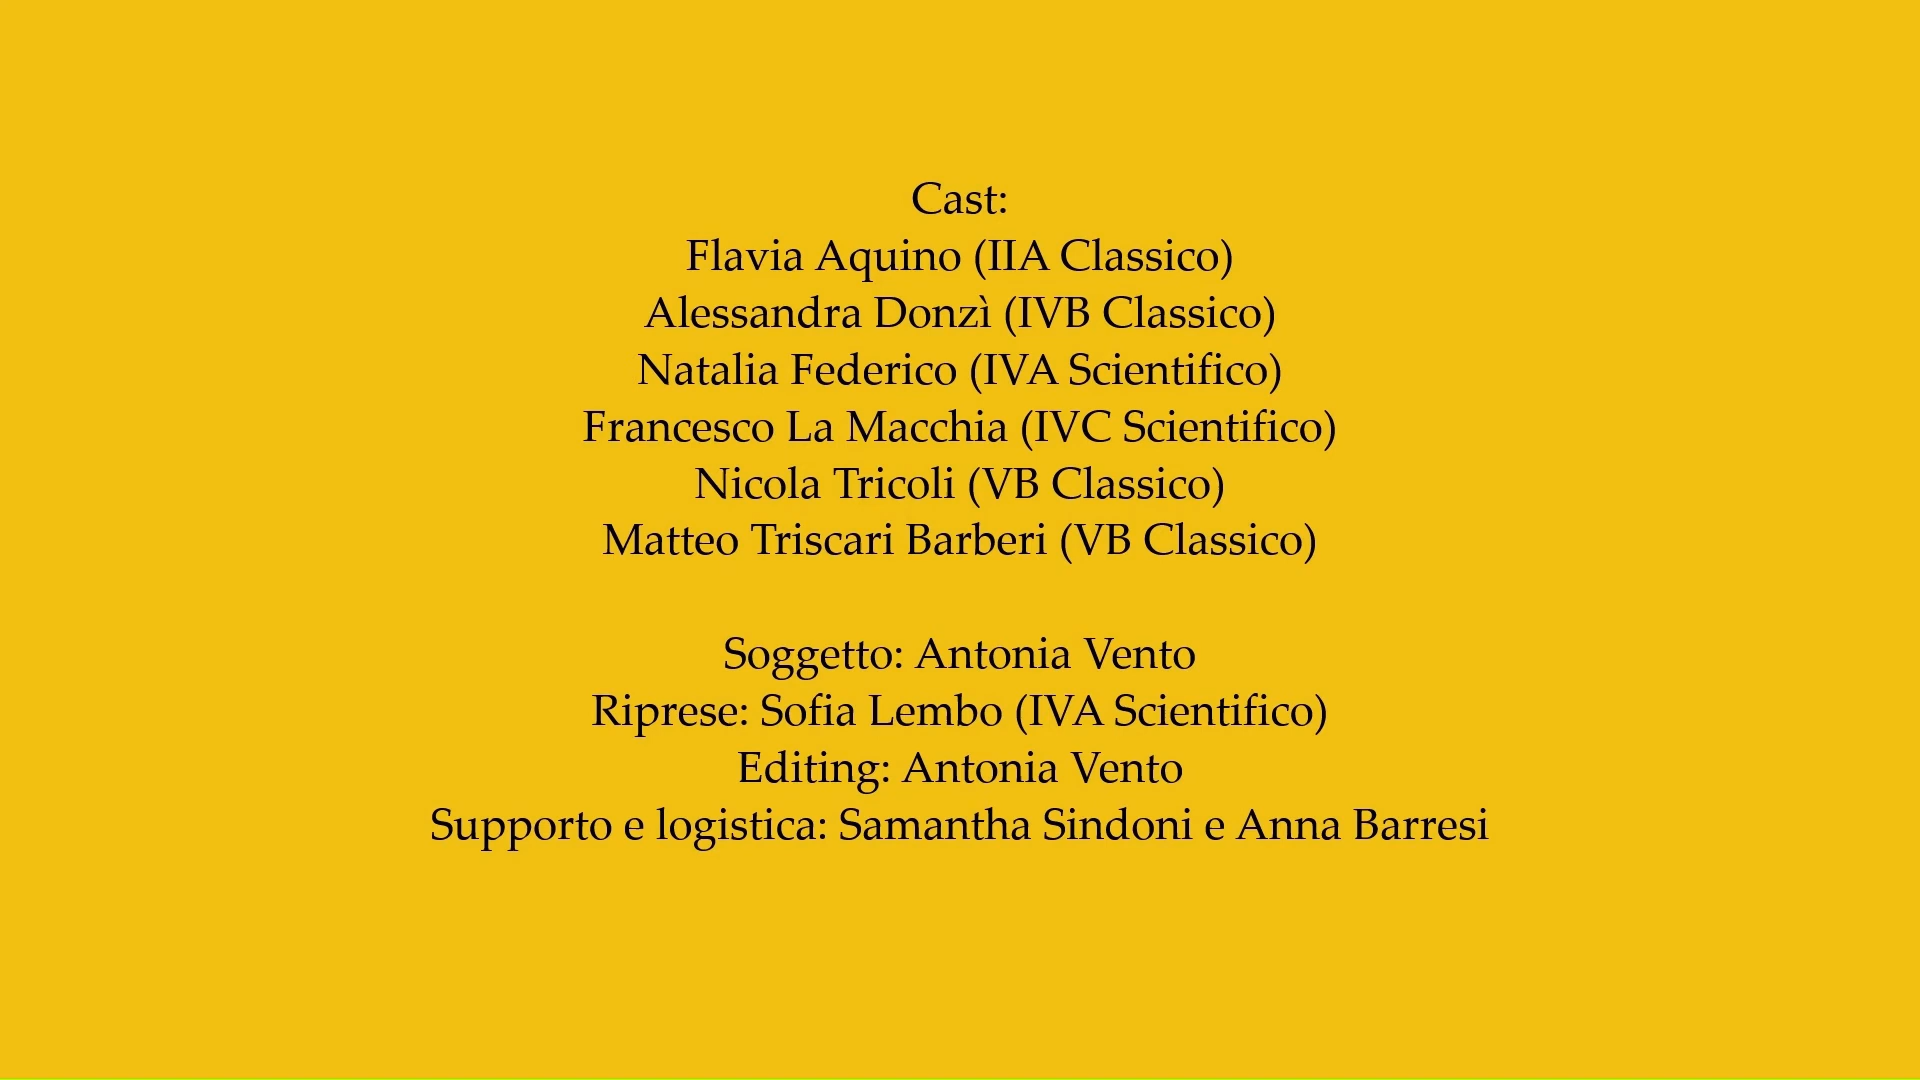 Cast:
Flavia Aquino (IIA Classico)
Alessandra Donzì (IVB Classico)
Natalia Federico (IVA Scientifico)
Francesco La Macchia (IVC Scientifico)
Nicola Tricoli (VB Classico)
Matteo Triscari Barberi (VB Classico)
Soggetto: Antonia Vento
Riprese: Sofia Lembo (IVA Scientifico)
Editing: Antonia Vento
Supporto e logistica: Samantha Sindoni e Anna Barresi